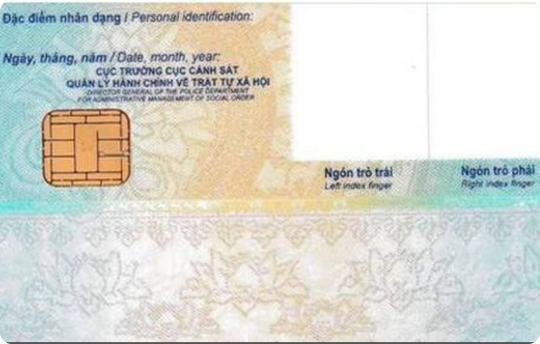 Đặc điểm nhân dạng / Personal identification:
Ngày, tháng, năm / Date, month, year:
CỤC TRƯỞNG CỤC CẢNH SÁT
QUẢN LÝ HÀNH CHÍNH VỀ TRẬT TỰ XÃ HỘI
DIRECTOR GENERAL OF THE POLICE DEPARTMENT
FOR ADMINISTRATIVE MANAGEMENT OF SOCIAL ORDER
Ngón trỏ trái
Left index finger
Ngón trỏ phải
Right index finger